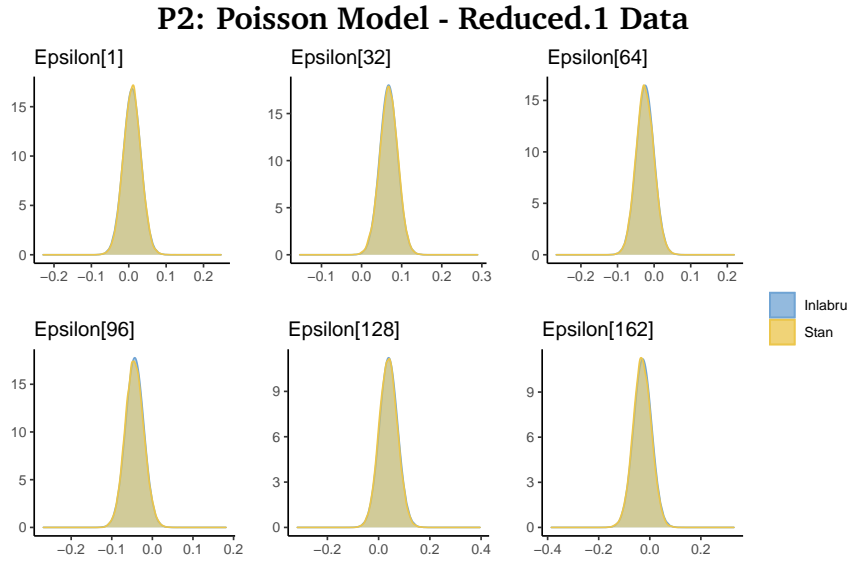 P2: Poisson Model - Reduced.1 Data
Epsilon[1] Epsilon[32] Epsilon[64]
15
10
5
0
−0.2 −0.1 0.0 0.1 0.2
15
10
5
0
−0.1 0.0 0.1 0.2 0.3
15
10
5
0
−0.2 −0.1 0.0 0.1 0.2
Inlabru
Stan
Epsilon[96] Epsilon[128] Epsilon[162]
15
10
5
0
−0.2 −0.1 0.0 0.1 0.2
9
6
3
0
−0.2 0.0 0.2 0.4
9
6
3
0
−0.4 −0.2 0.0 0.2